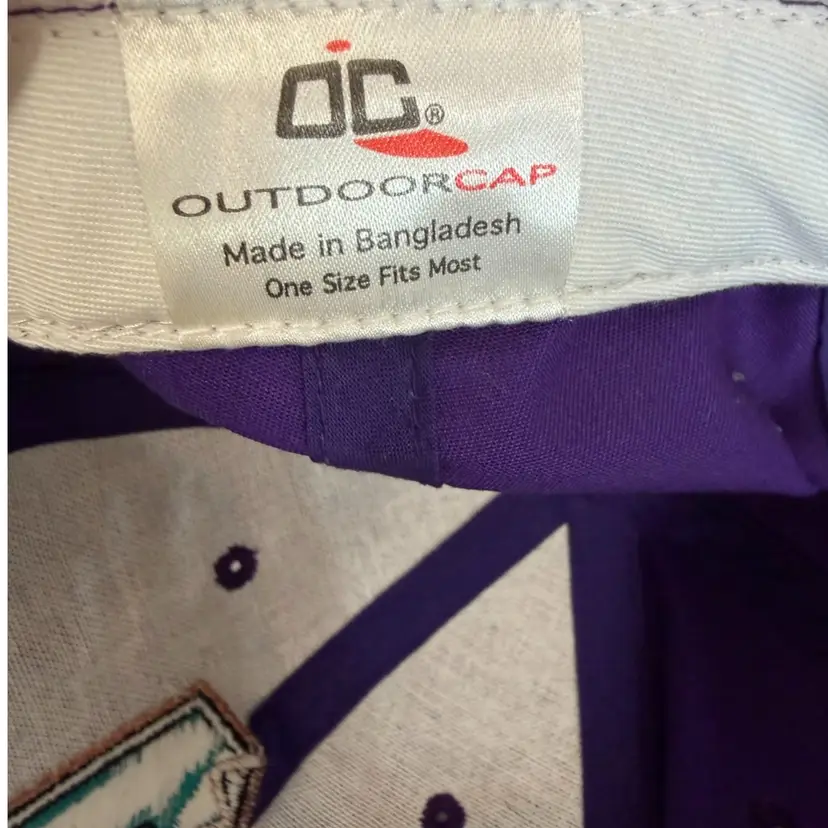 OC®
OUTDOORCAP
Made in Bangladesh
One Size Fits Most